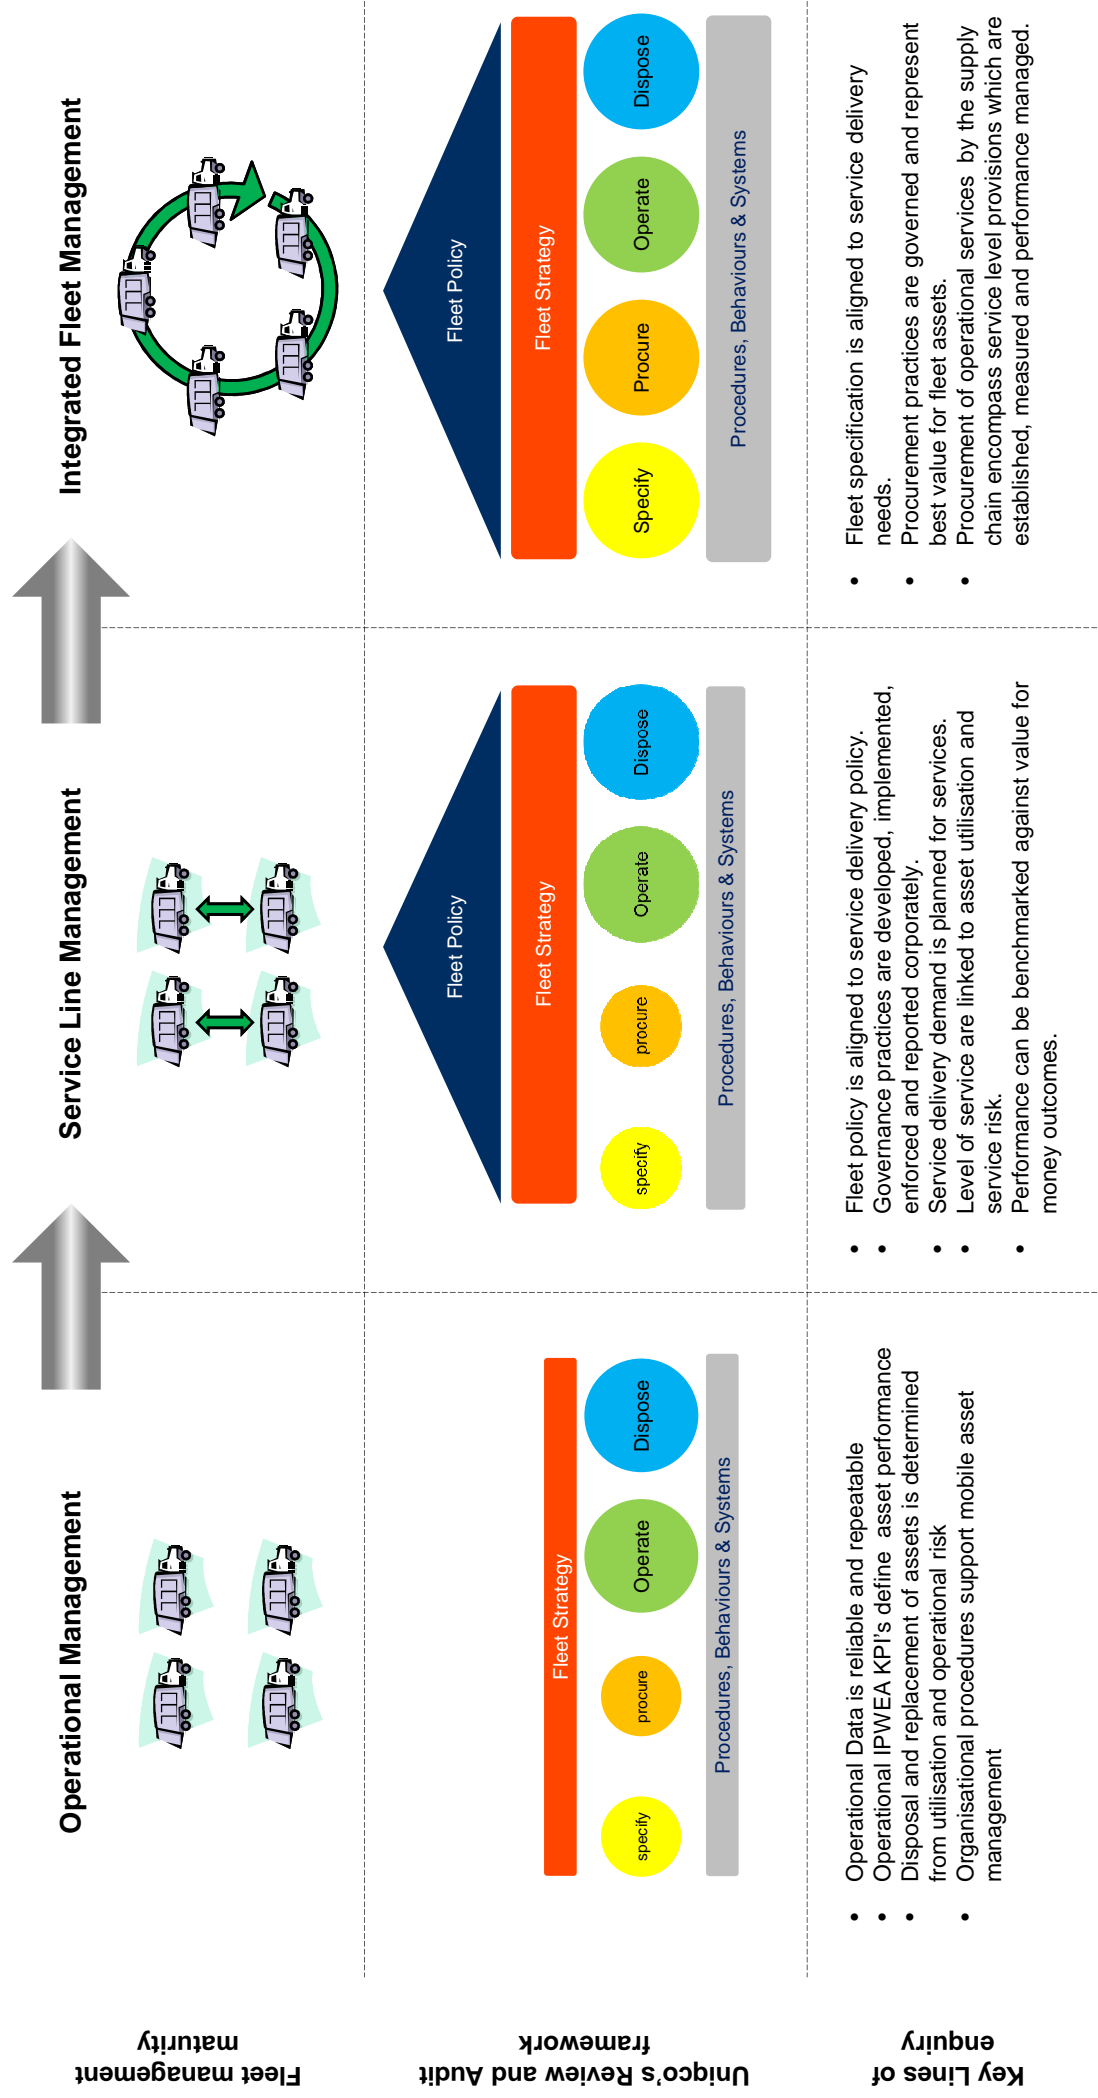 Operational Management
Service Line Management
Integrated Fleet Management
Fleet management
maturity
Uniqco's Review and Audit
framework
Fleet Strategy
specify
procure
Operate
Dispose
Procedures, Behaviours & Systems
Fleet Policy
Fleet Strategy
specify
procure
Operate
Dispose
Procedures, Behaviours & Systems
Fleet Policy
Fleet Strategy
Specify
Procure
Operate
Dispose
Procedures, Behaviours & Systems
Key Lines of
enquiry
• Operational Data is reliable and repeatable
• Operational IPWEA KPI's define  asset performance
• Disposal and replacement of assets is determined
from utilisation and operational risk
• Organisational procedures support mobile asset
management
• Fleet policy is aligned to service delivery policy.
• Governance practices are developed, implemented,
enforced and reported corporately.
• Service delivery demand is planned for services.
• Level of service are linked to asset utilisation and
service risk.
• Performance can be benchmarked against value for
money outcomes.
• Fleet specification is aligned to service delivery
needs.
• Procurement practices are governed and represent
best value for fleet assets.
• Procurement of operational services  by the supply
chain encompass service level provisions which are
established, measured and performance managed.